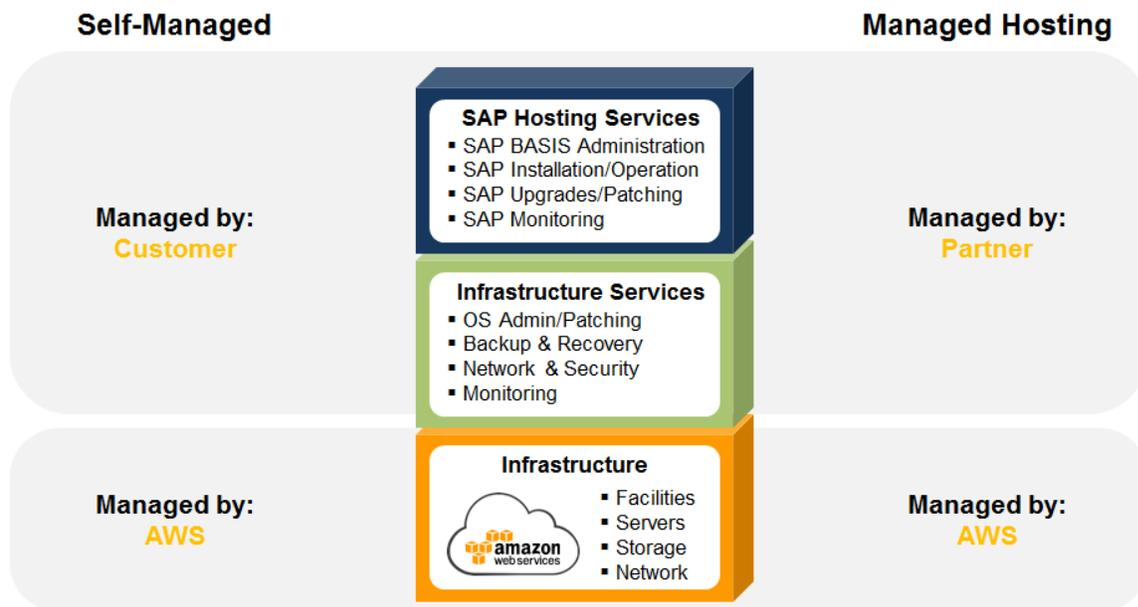 Self-Managed
Managed Hosting
SAP Hosting Services
▪ SAP BASIS Administration
▪ SAP Installation/Operation
▪ SAP Upgrades/Patching
▪ SAP Monitoring
Managed by:
Customer
Managed by:
Partner
Infrastructure Services
▪ OS Admin/Patching
▪ Backup & Recovery
▪ Network & Security
▪ Monitoring
Infrastructure
▪ Facilities
▪ Servers
▪ Storage
▪ Network
amazon
web services
Managed by:
AWS
Managed by:
AWS